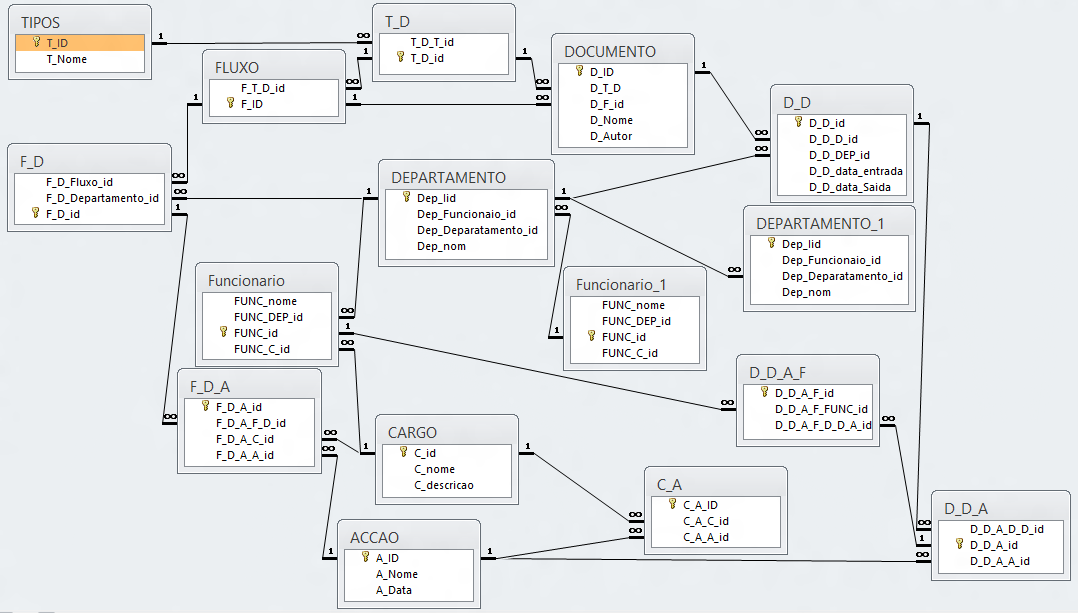 TIPOS
T_ID
T_Nome
1
∞
T_D
T_D_T_id
T_D_id
1
1
FLUXO
F_T_D_id
F_ID
∞
1
1
DOCUMENTO
D_ID
D_T_D
D_F_id
D_Nome
D_Autor
∞
∞
1
D_D
D_D_id
D_D_D_id
D_D_DEP_id
D_D_data_entrada
D_D_data_Saida
∞
∞
1
F_D
F_D_Fluxo_id
F_D_Departamento_id
F_D_id
∞
∞
1
DEPARTAMENTO
Dep_Iid
Dep_Funcionaio_id
Dep_Deparatamento_id
Dep_nom
1
1
∞
DEPARTAMENTO_1
Dep_Iid
Dep_Funcionaio_id
Dep_Deparatamento_id
Dep_nom
∞
Funcionario
FUNC_nome
FUNC_DEP_id
FUNC_id
FUNC_C_id
∞
1
∞
Funcionario_1
FUNC_nome
FUNC_DEP_id
FUNC_id
FUNC_C_id
1
F_D_A
F_D_A_id
F_D_A_F_D_id
F_D_A_C_id
F_D_A_A_id
∞
∞
∞
D_D_A_F
D_D_A_F_id
D_D_A_F_FUNC_id
D_D_A_F_D_D_A_id
∞
∞
CARGO
C_id
C_nome
C_descricao
1
1
C_A
C_A_ID
C_A_C_id
C_A_A_id
∞
∞
D_D_A
D_D_A_D_D_id
D_D_A_id
D_D_A_A_id
∞
1
∞
ACCAO
A_ID
A_Nome
A_Data
1
1